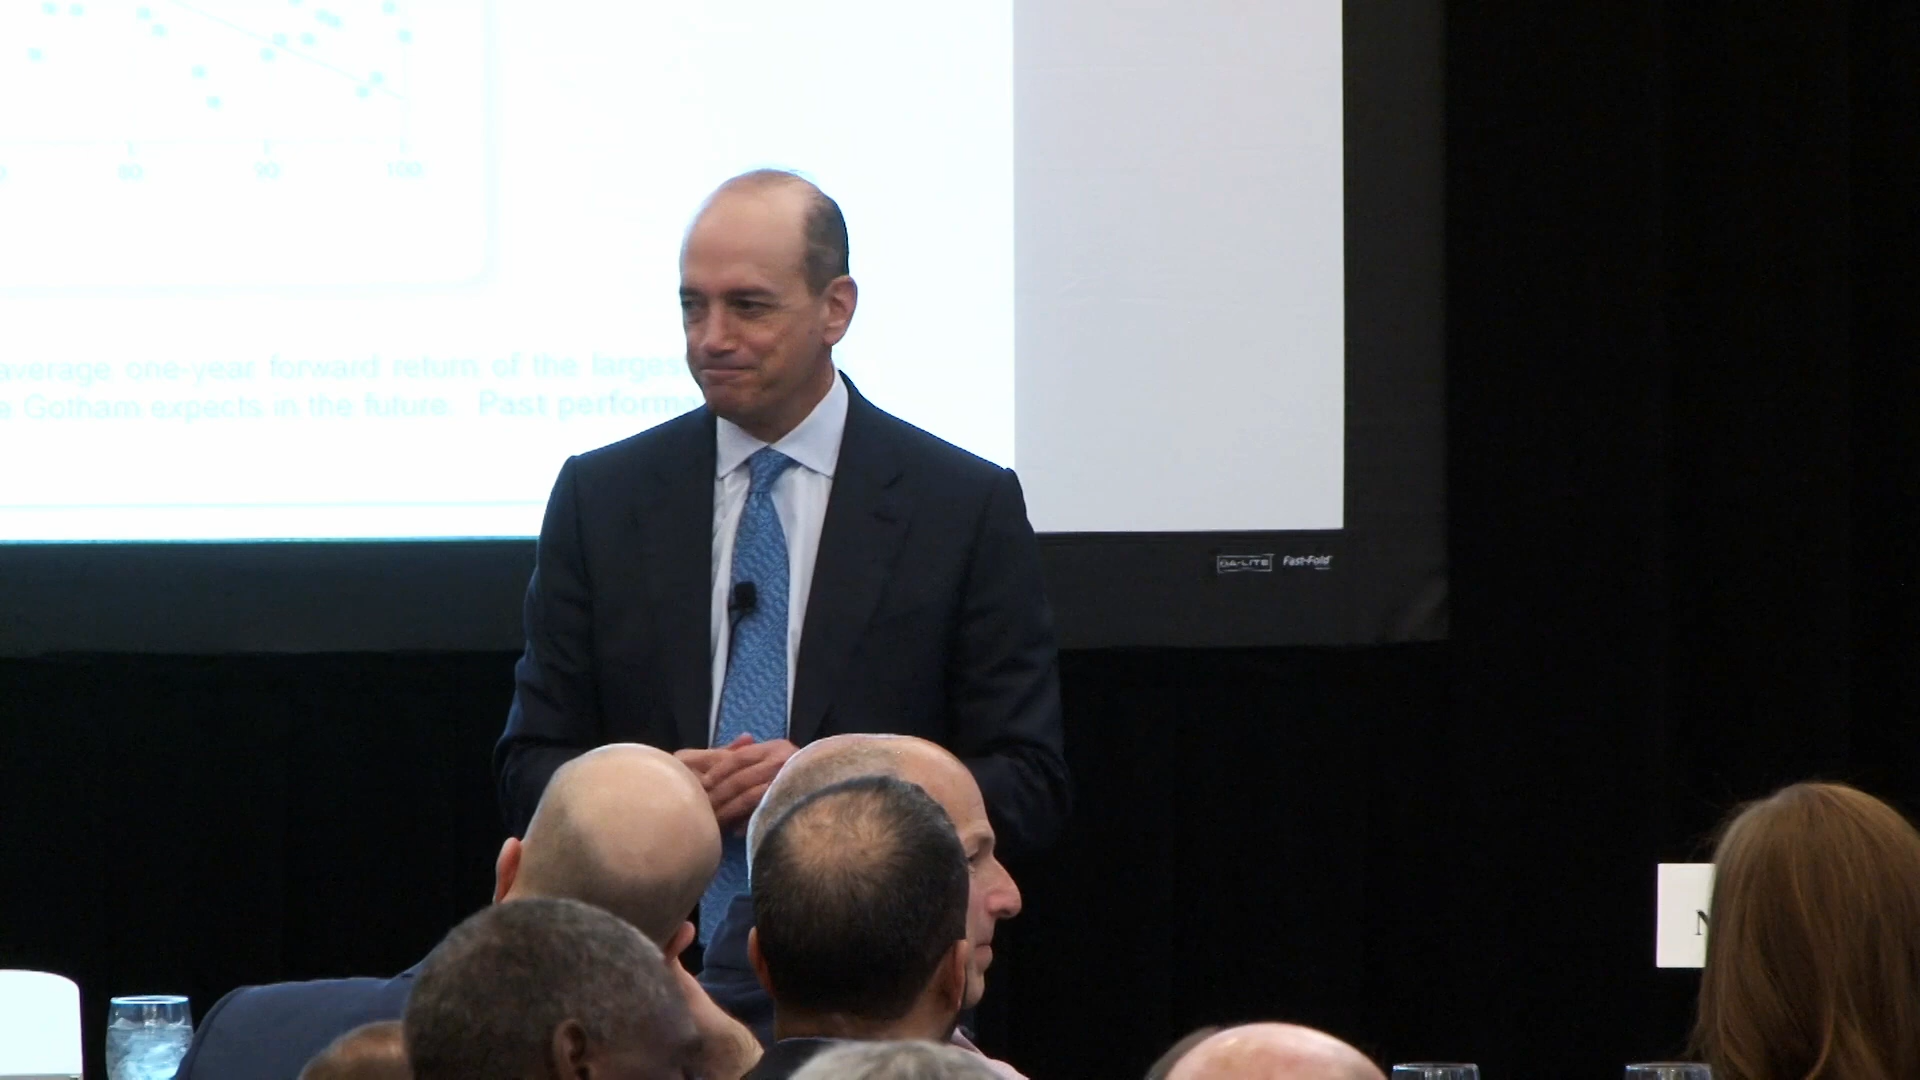 80 90 100
average one-year forward return of the larges
e Gotham expects in the future. Past performa
DA-LITE Fast-Fold
N